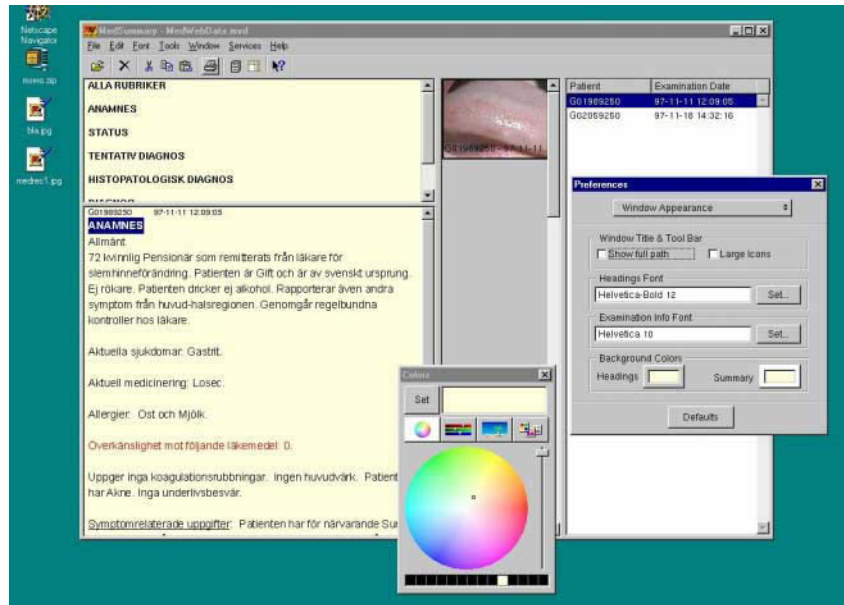 Netscape
Navigator
bla.jpg
medrec1.jpg
MedSummary - MedWebData.mvd
File Edit Font Tools Window Services Help
ALLA RUBRIKER
ANAMNES
STATUS
TENTATIV DIAGNOS
HISTOPATOLOGISK DIAGNOS
G01989250 97-11-11 12:09:05
ANAMNES
Allmänt
72 kvinnlig Pensionär som remitterats från läkare för
slemhinneförändring. Patienten är Gift och är av svenskt ursprung.
Ej rökare. Patienten dricker ej alkohol. Rapporterar även andra
symptom från huvud-halsregionen. Genomgår regelbundna
kontroller hos läkare.
Aktuella sjukdomar: Gastrit.
Aktuell medicinering: Losec.
Allergier: Ost och Mjölk.
Överkänslighet mot följande läkemedel: 0.
Uppger inga koagulationsrubbningar. Ingen huvudvärk. Patient
har Akne. Inga underlivsbesvär.
Symptomrelaterade uppgifter: Patienten har för närvarande Su
G01989250 - 97-11-11
Patient Examination Date
G01989250 97-11-11 12:09:05
G02059250 97-11-18 14:32:16
Preferences
Window Appearance
Window Title & Tool Bar
Show full path Large Icons
Headings Font
Helvetica-Bold 12 Set...
Examination Info Font
Helvetica 10 Set...
Background Colors
Headings Summary
Defaults
Colors
Set